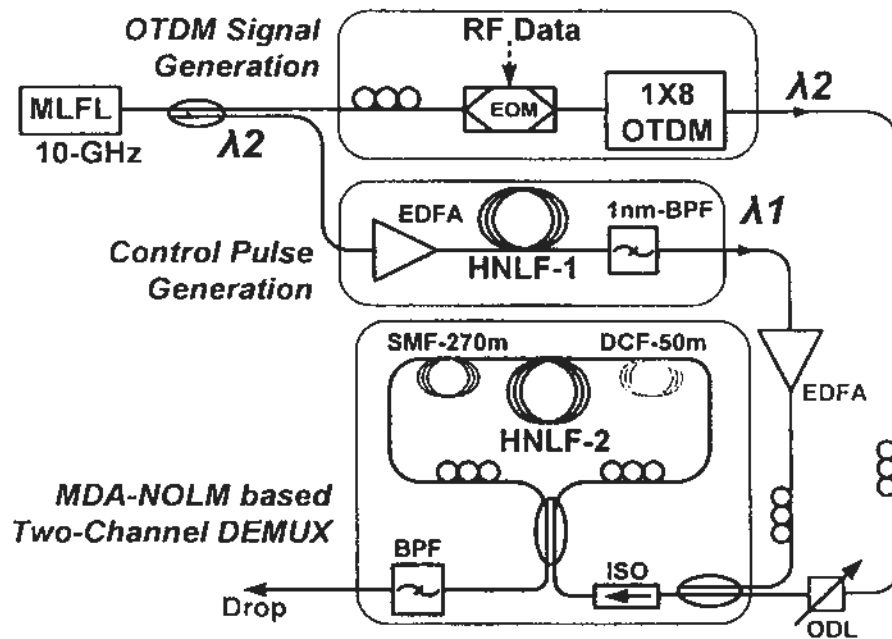 OTDM Signal
Generation
RF Data
MLFL
10-GHz
λ2
EOM
1X8
OTDM
λ2
Control Pulse
Generation
EDFA
HNLF-1
1nm-BPF
λ1
EDFA
SMF-270m
DCF-50m
HNLF-2
MDA-NOLM based
Two-Channel DEMUX
BPF
Drop
ISO
ODL